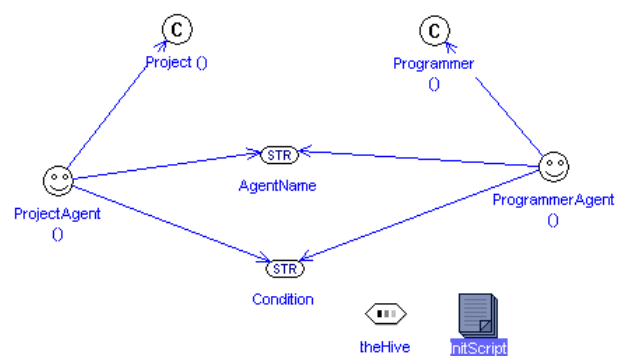 C
C
Project ()
Programmer
()
STR
AgentName
ProjectAgent
()
ProgrammerAgent
()
STR
Condition
theHive
InitScript